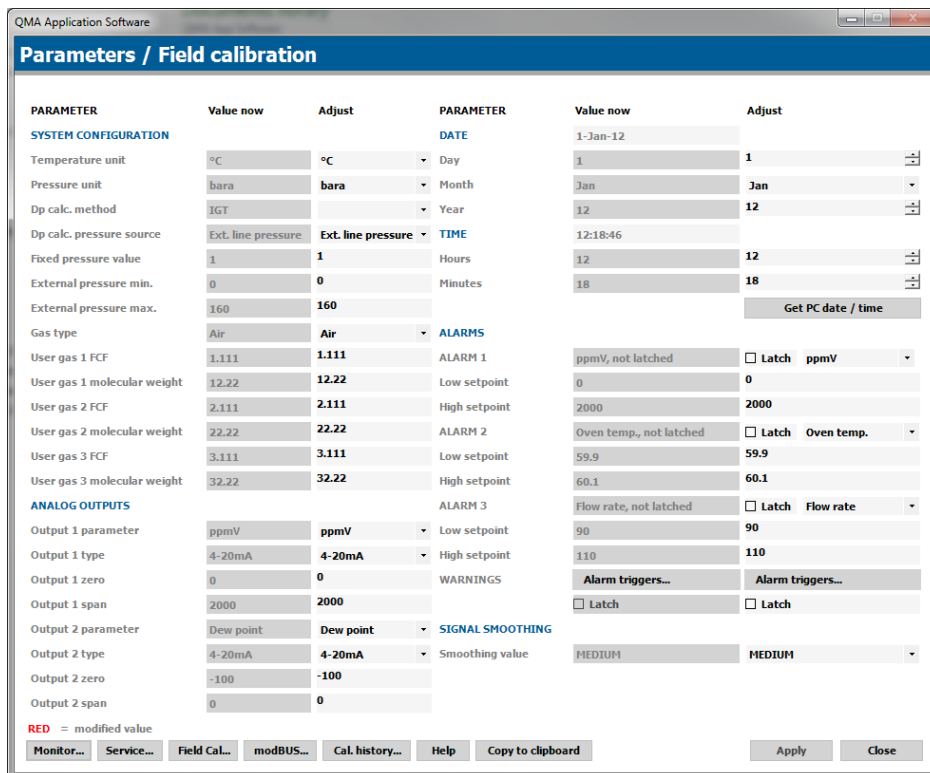 QMA Application Software
Parameters / Field calibration
PARAMETER Value now Adjust PARAMETER Value now Adjust
SYSTEM CONFIGURATION DATE 1-Jan-12
Temperature unit °C °C Day 1 1
Pressure unit bara bara Month Jan Jan
Dp calc. method IGT Year 12 12
Dp calc. pressure source Ext. line pressure Ext. line pressure TIME 12:18:46
Fixed pressure value 1 1 Hours 12 12
External pressure min. 0 0 Minutes 18 18
External pressure max. 160 160 Get PC date / time
Gas type Air Air ALARMS
User gas 1 FCF 1.111 1.111 ALARM 1 ppmV, not latched Latch ppmV
User gas 1 molecular weight 12.22 12.22 Low setpoint 0 0
User gas 2 FCF 2.111 2.111 High setpoint 2000 2000
User gas 2 molecular weight 22.22 22.22 ALARM 2 Oven temp., not latched Latch Oven temp.
User gas 3 FCF 3.111 3.111 Low setpoint 59.9 59.9
User gas 3 molecular weight 32.22 32.22 High setpoint 60.1 60.1
ANALOG OUTPUTS ALARM 3 Flow rate, not latched Latch Flow rate
Output 1 parameter ppmV ppmV Low setpoint 90 90
Output 1 type 4-20mA 4-20mA High setpoint 110 110
Output 1 zero 0 0 WARNINGS Alarm triggers... Alarm triggers...
Output 1 span 2000 2000 Latch Latch
Output 2 parameter Dew point Dew point SIGNAL SMOOTHING
Output 2 type 4-20mA 4-20mA Smoothing value MEDIUM MEDIUM
Output 2 zero -100 -100
Output 2 span 0 0
RED = modified value
Monitor... Service... Field Cal... modBUS... Cal. history... Help Copy to clipboard Apply Close